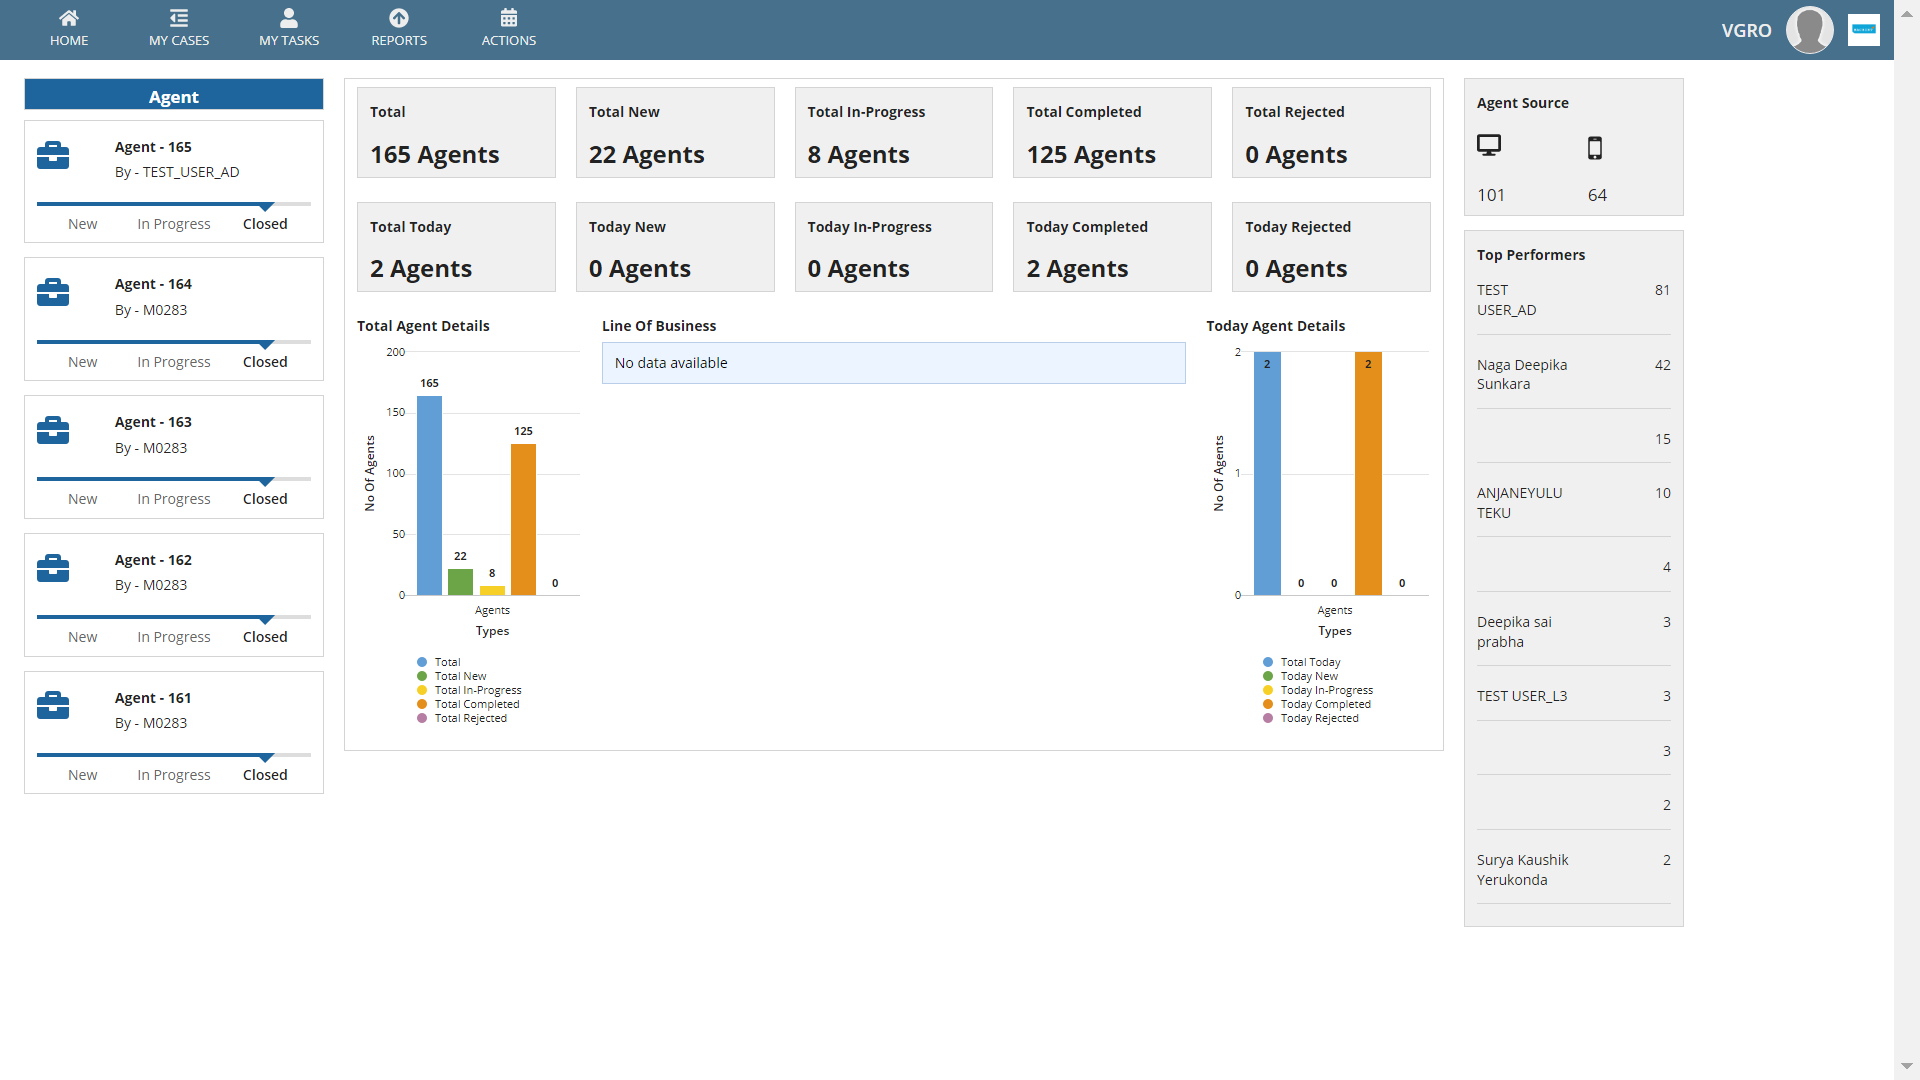 HOME
MY CASES
MY TASKS
REPORTS
ACTIONS
VGRO
Agent
Agent - 165
By - TEST_USER_AD
New In Progress Closed
Agent - 164
By - M0283
New In Progress Closed
Agent - 163
By - M0283
New In Progress Closed
Agent - 162
By - M0283
New In Progress Closed
Agent - 161
By - M0283
New In Progress Closed
Total
165 Agents
Total New
22 Agents
Total In-Progress
8 Agents
Total Completed
125 Agents
Total Rejected
0 Agents
Total Today
2 Agents
Today New
0 Agents
Today In-Progress
0 Agents
Today Completed
2 Agents
Today Rejected
0 Agents
Total Agent Details
No Of Agents
200
150
100
50
0
165
22
8
125
0
Agents
Types
Total
Total New
Total In-Progress
Total Completed
Total Rejected
Line Of Business
No data available
Today Agent Details
No Of Agents
2
1
0
2
0
0
2
0
Agents
Types
Total Today
Today New
Today In-Progress
Today Completed
Today Rejected
Agent Source
101
64
Top Performers
TEST 81
USER_AD
Naga Deepika 42
Sunkara
15
ANJANEYULU 10
TEKU
4
Deepika sai 3
prabha
TEST USER_L3 3
3
2
Surya Kaushik 2
Yerukonda